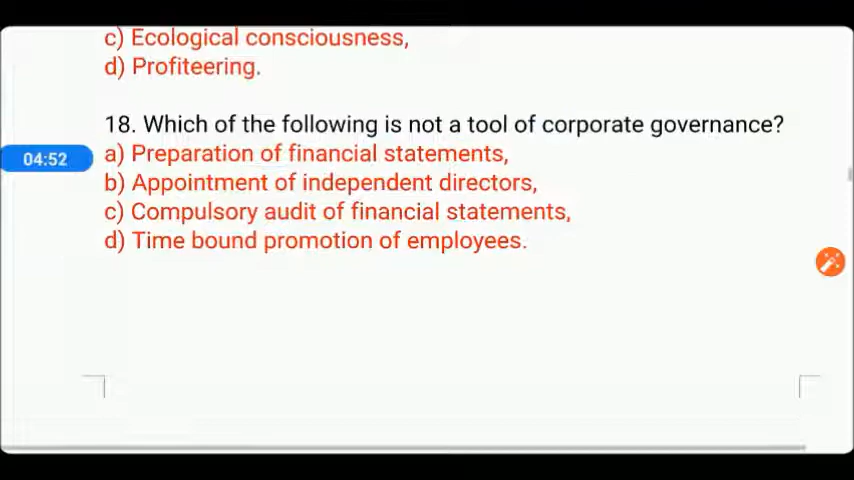 c) Ecological consciousness,
d) Profiteering.
18. Which of the following is not a tool of corporate governance?
04:52
a) Preparation of financial statements,
b) Appointment of independent directors,
c) Compulsory audit of financial statements,
d) Time bound promotion of employees.